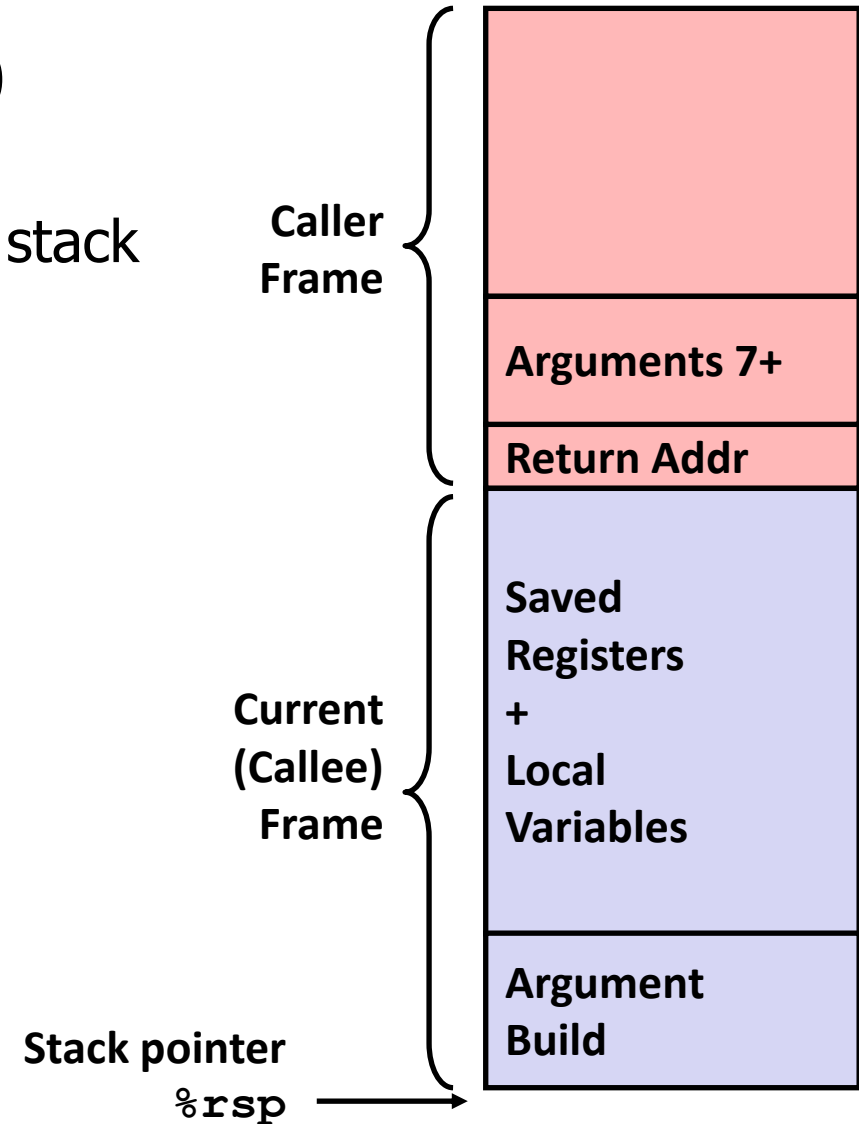 )
stack
Caller
Frame
Arguments 7+
Return Addr
Current
(Callee)
Frame
Saved
Registers
+
Local
Variables
Argument
Build
Stack pointer
%rsp